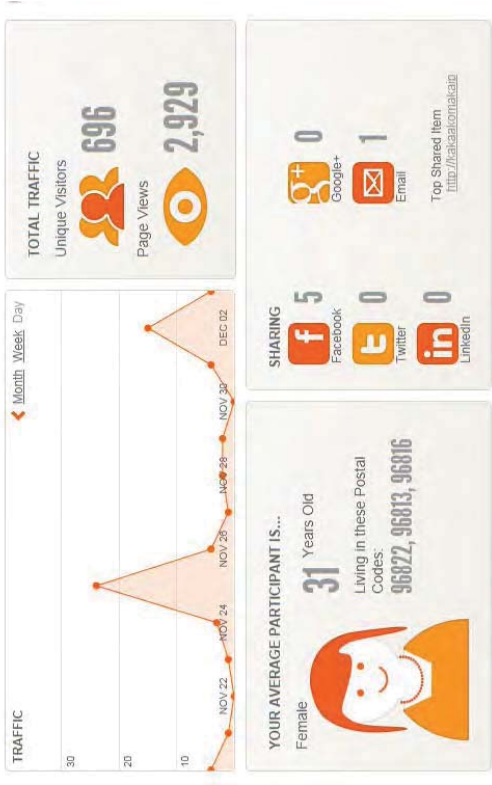 TRAFFIC
Month Week Day
30
20
10
NOV 22
NOV 24
NOV 26
NOV 28
NOV 30
DEC 02
TOTAL TRAFFIC
Unique Visitors
696
Page Views
2,929
YOUR AVERAGE PARTICIPANT IS...
Female
31 Years Old
Living in these Postal
Codes:
96822, 96813, 96816
SHARING
f 5
Facebook
g+ 0
Google+
t 0
Twitter
1
Email
in 0
LinkedIn
Top Shared Item
http://kakaakomakaip